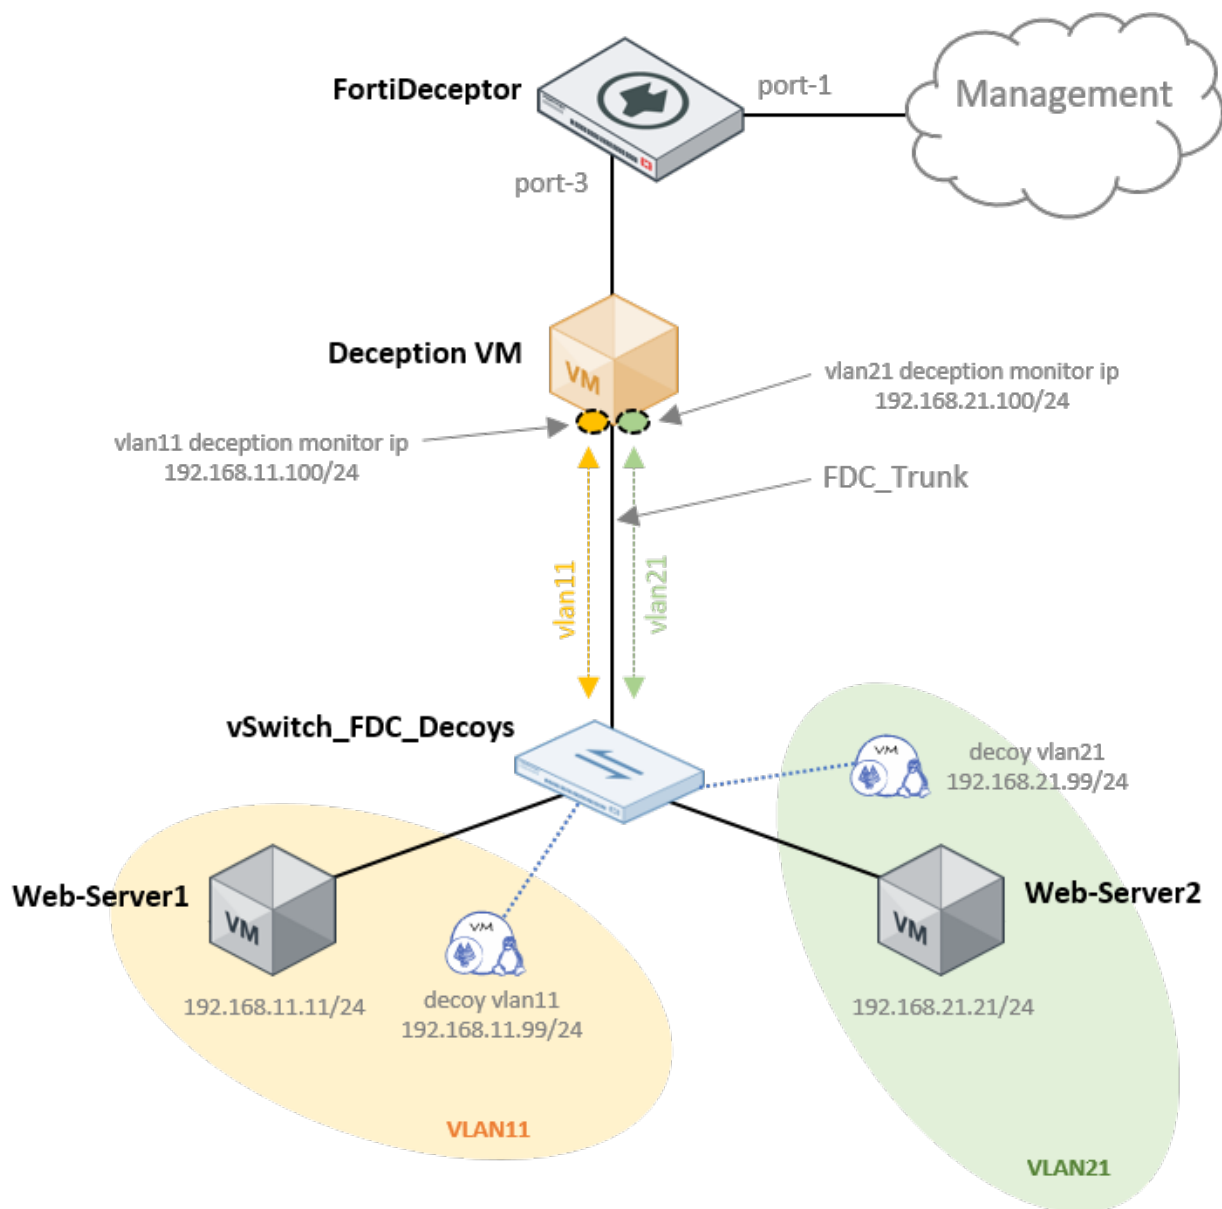 FortiDeceptor
port-1
Management
port-3
Deception VM
VM
vlan21 deception monitor ip
192.168.21.100/24
vlan11 deception monitor ip
192.168.11.100/24
FDC_Trunk
vlan11
vlan21
vSwitch_FDC_Decoys
VM
decoy vlan21
192.168.21.99/24
Web-Server1
VM
VM
Web-Server2
VM
192.168.11.11/24
decoy vlan11
192.168.11.99/24
192.168.21.21/24
VLAN11
VLAN21